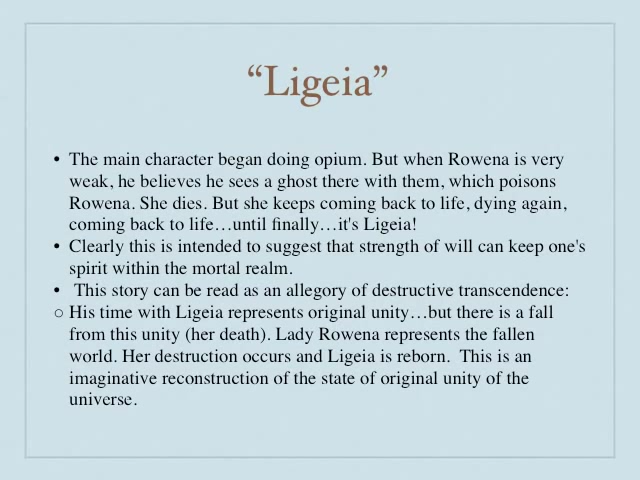 “Ligeia”
• The main character began doing opium. But when Rowena is very
weak, he believes he sees a ghost there with them, which poisons
Rowena. She dies. But she keeps coming back to life, dying again,
coming back to life…until finally…it's Ligeia!
• Clearly this is intended to suggest that strength of will can keep one's
spirit within the mortal realm.
• This story can be read as an allegory of destructive transcendence:
○ His time with Ligeia represents original unity…but there is a fall
from this unity (her death). Lady Rowena represents the fallen
world. Her destruction occurs and Ligeia is reborn.  This is an
imaginative reconstruction of the state of original unity of the
universe.